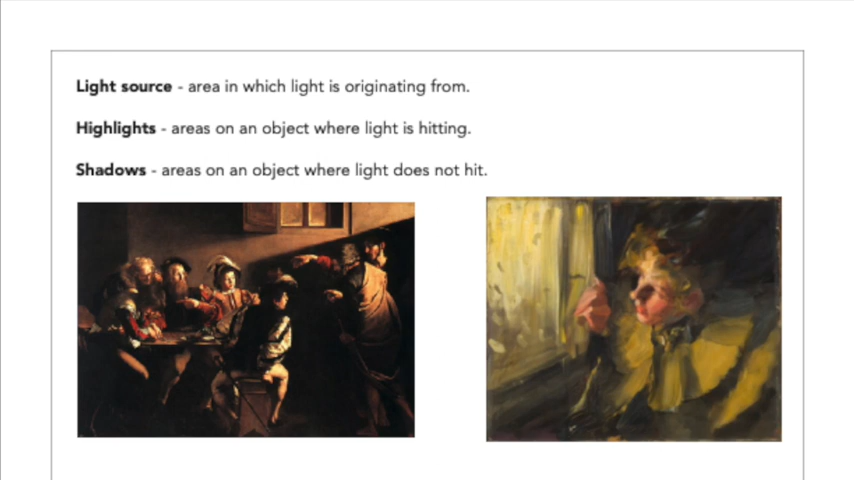 Light source - area in which light is originating from.
Highlights - areas on an object where light is hitting.
Shadows - areas on an object where light does not hit.